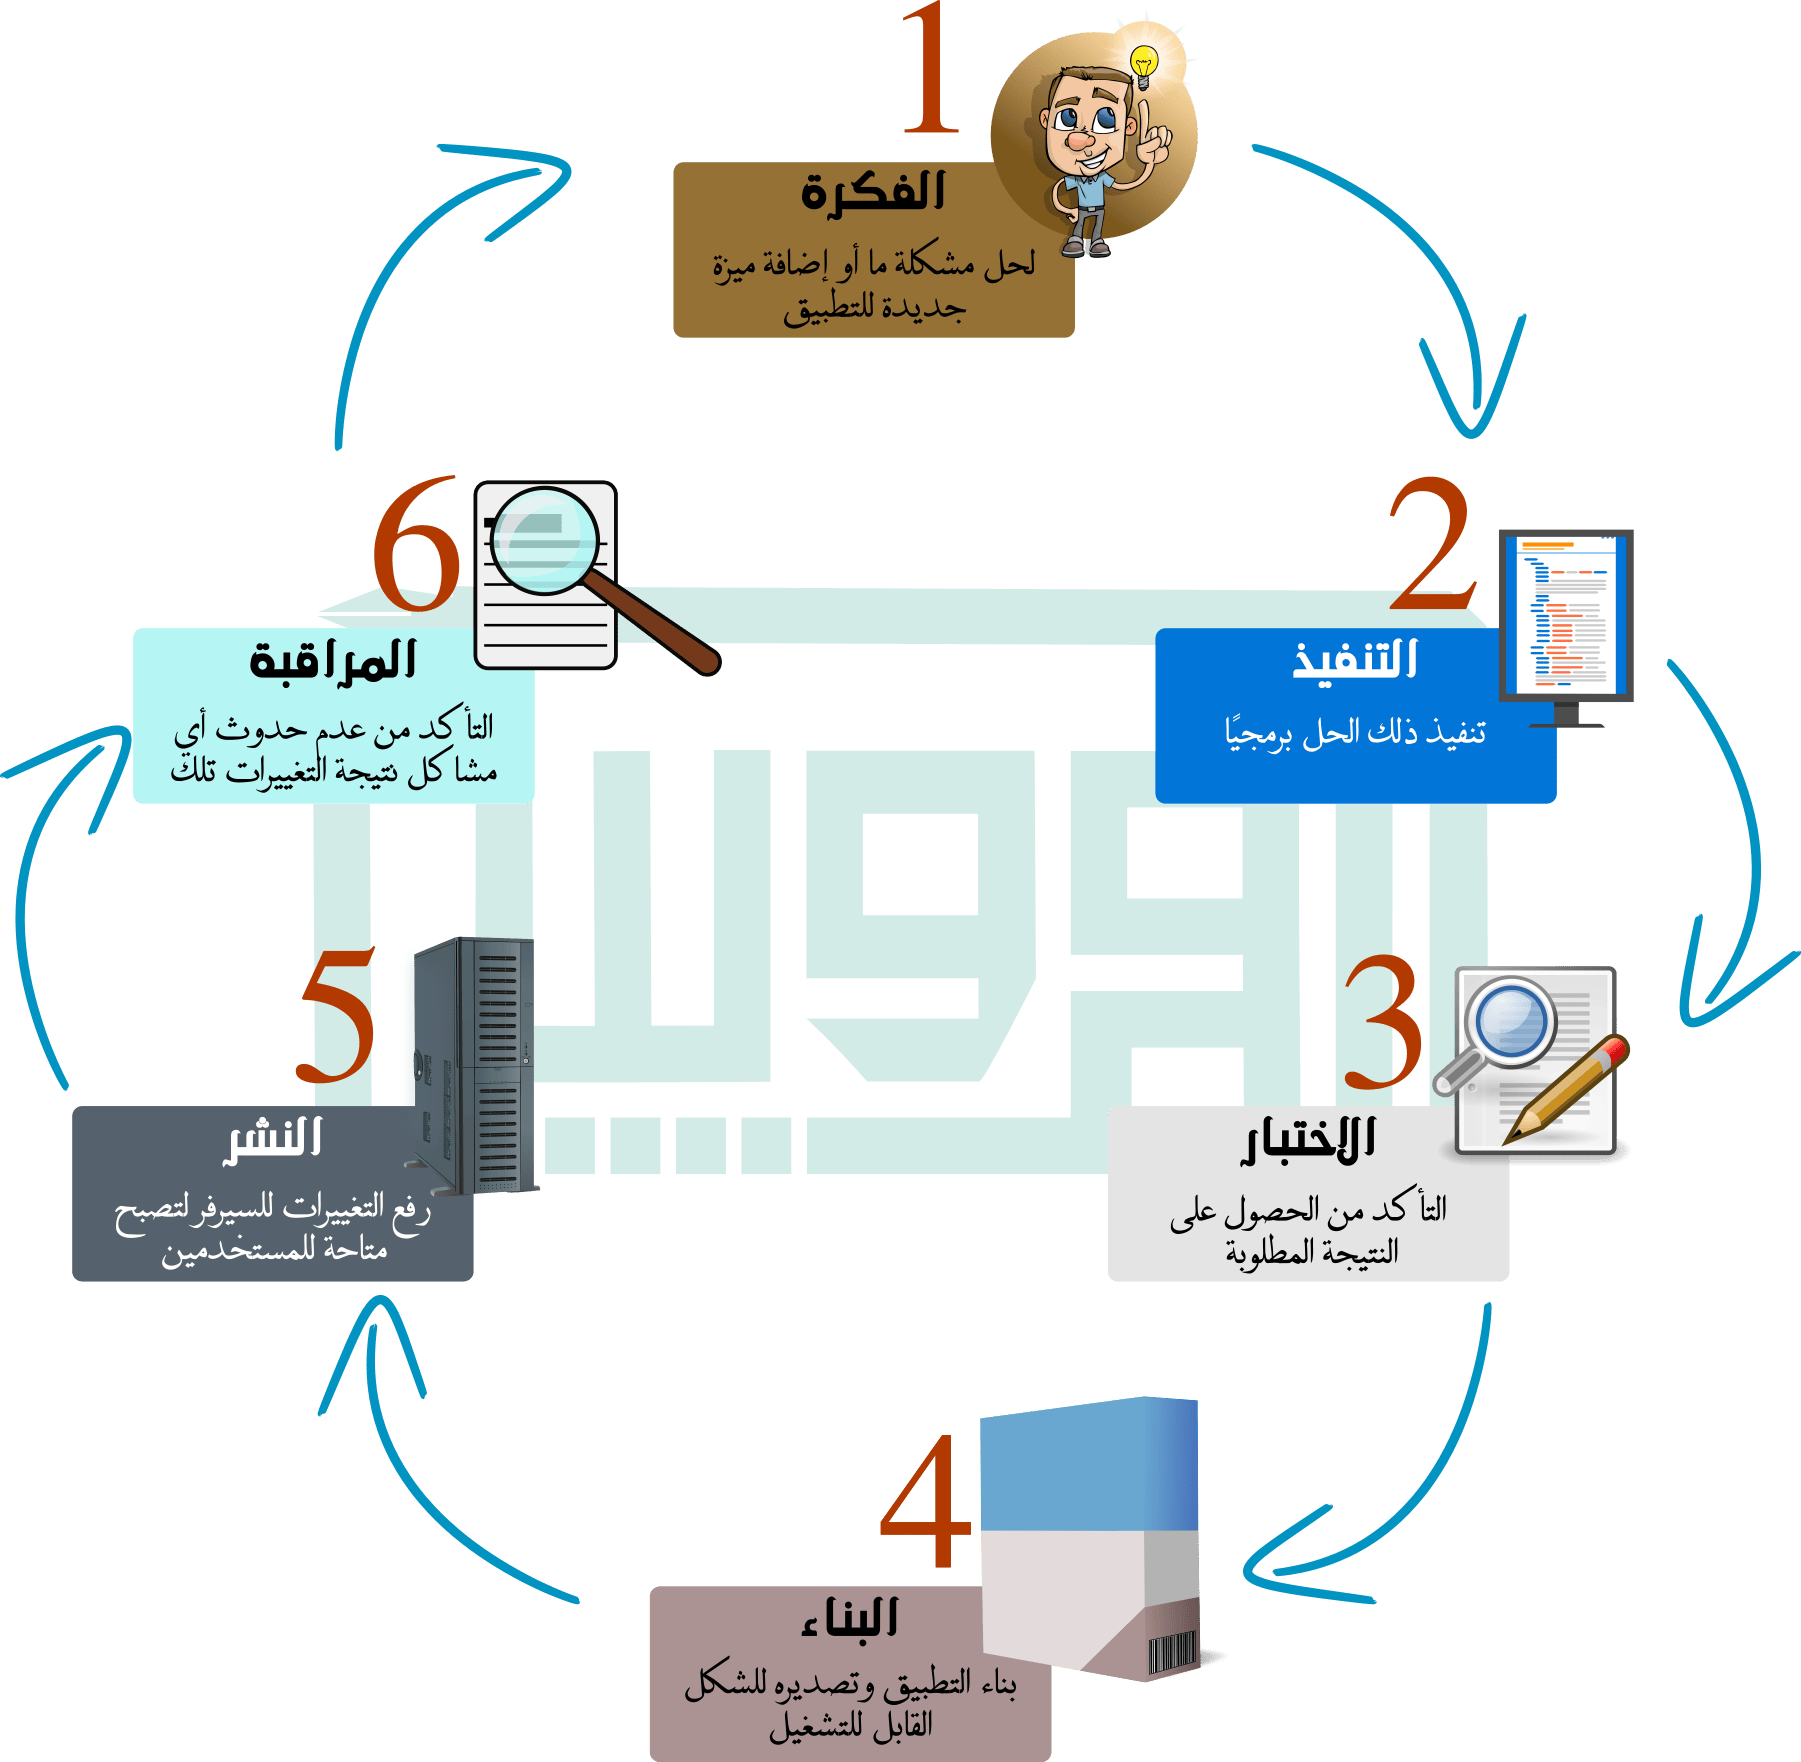 1
الفكرة
لحل مشكلة ما أو إضافة ميزة
جديدة للتطبيق
2
التنفيذ
تنفيذ ذلك الحل برمجيًا
3
الاختبار
التأكد من الحصول على
النتيجة المطلوبة
4
البناء
بناء التطبيق وتصديره للشكل
القابل للتشغيل
5
النشر
رفع التغييرات للسيرفر لتصبح
متاحة للمستخدمين
6
المراقبة
التأكد من عدم حدوث أي
مشاكل نتيجة التغييرات تلك